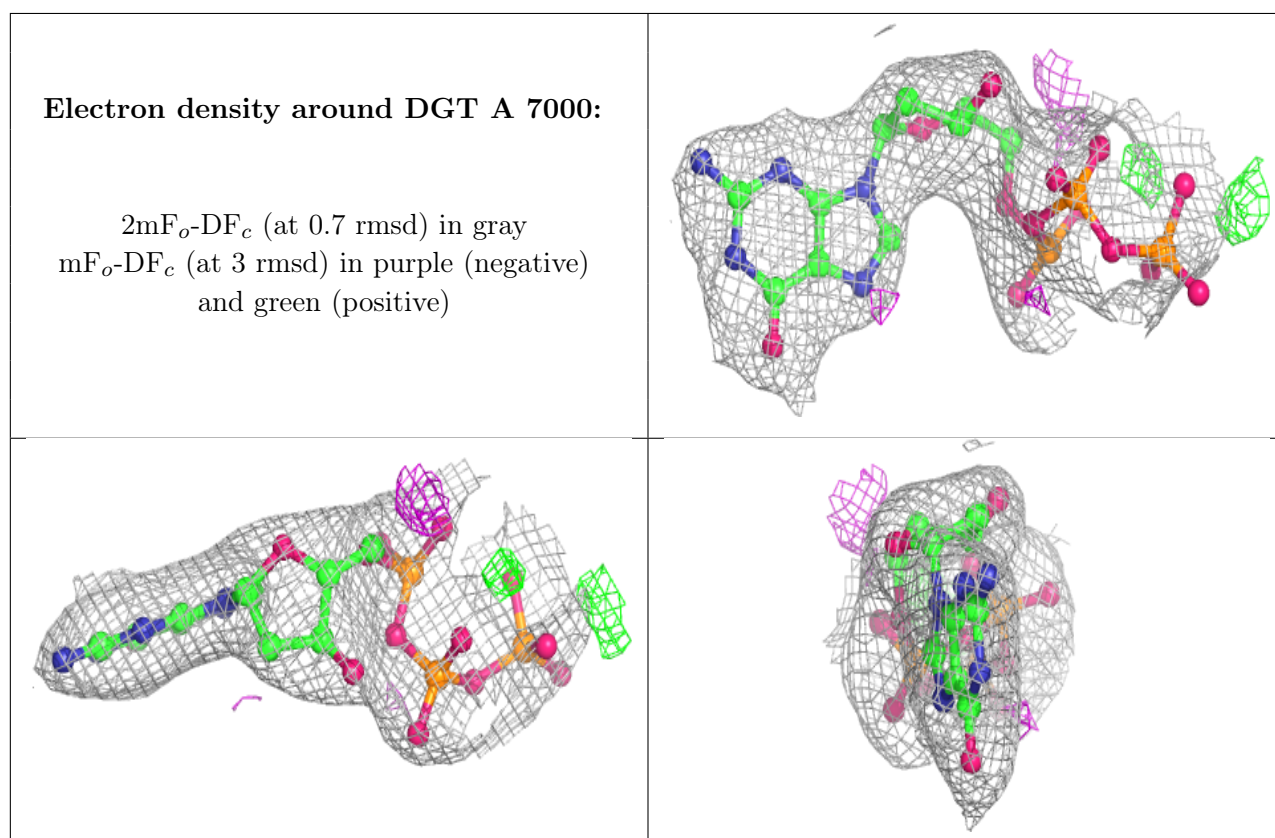 Electron density around DGT A 7000:
2mFₒ-DF𝒸 (at 0.7 rmsd) in gray
mFₒ-DF𝒸 (at 3 rmsd) in purple (negative)
and green (positive)